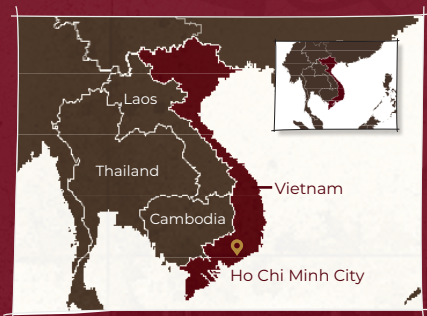 Laos
Thailand
Vietnam
Cambodia
Ho Chi Minh City